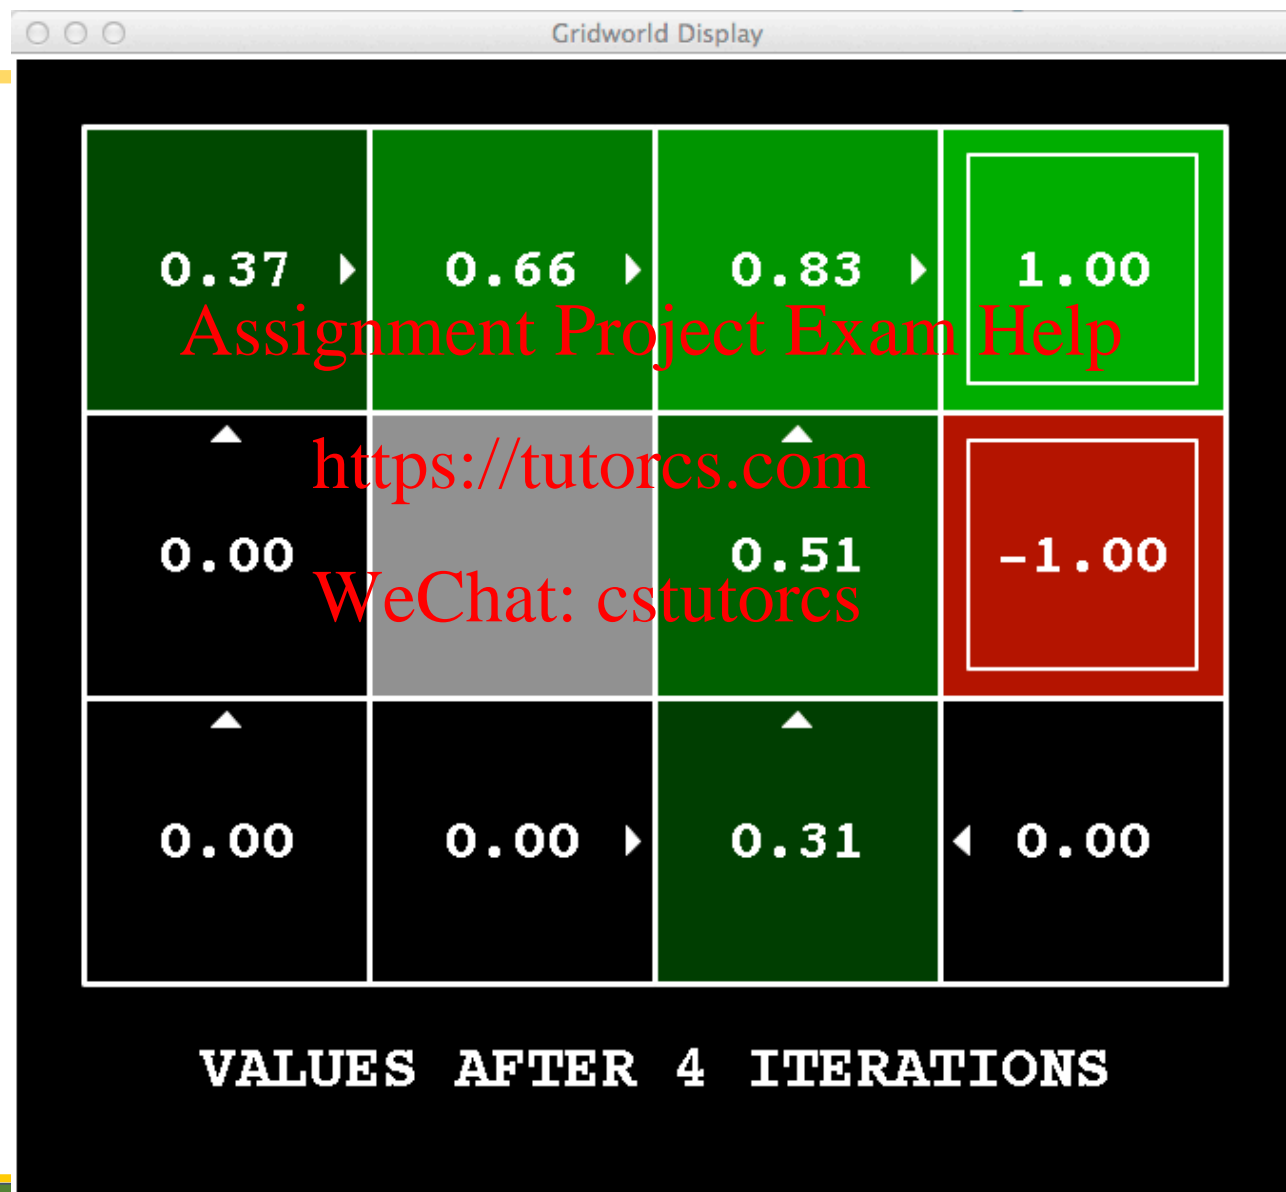 Gridworld Display
0.37 0.66 0.83 1.00
Assignment Project Exam Help
https://tutorcs.com
0.00 0.51 -1.00
WeChat: cstutorcs
0.00 0.00 0.31 0.00
VALUES AFTER 4 ITERATIONS